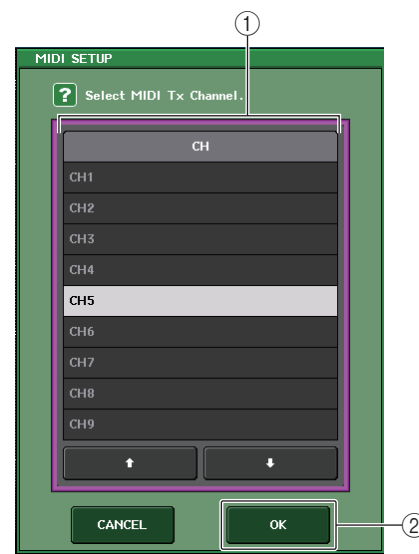 ①
MIDI SETUP
? Select MIDI Tx Channel.
CH
CH1
CH2
CH3
CH4
CH5
CH6
CH7
CH8
CH9
CANCEL OK ②